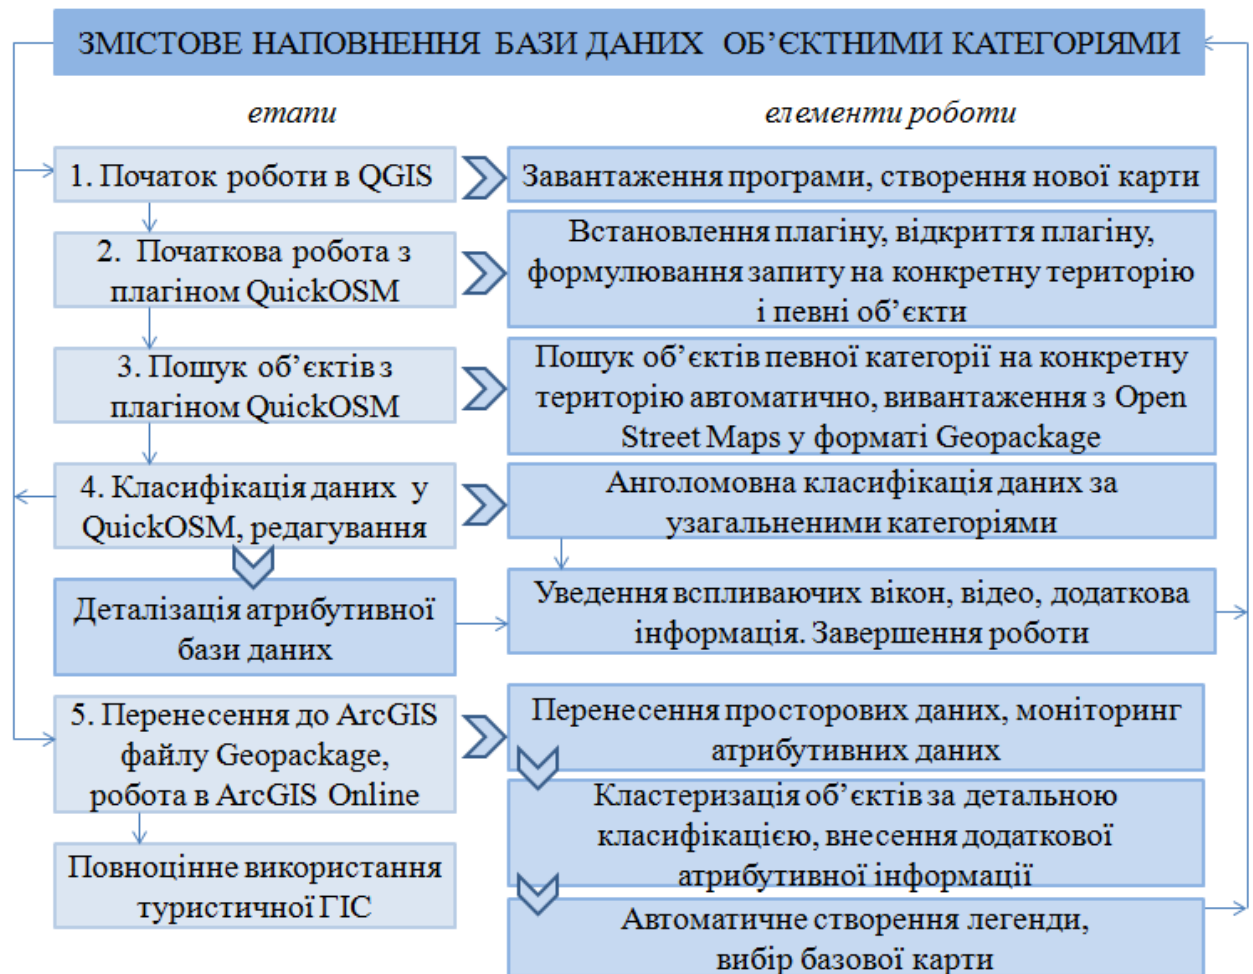 ЗМІСТОВЕ НАПОВНЕННЯ БАЗИ ДАНИХ ОБ’ЄКТНИМИ КАТЕГОРІЯМИ
етапи
елементи роботи
1. Початок роботи в QGIS
Завантаження програми, створення нової карти
2. Початкова робота з
плагіном QuickOSM
Встановлення плагіну, відкриття плагіну,
формулювання запиту на конкретну територію
і певні об’єкти
3. Пошук об’єктів з
плагіном QuickOSM
Пошук об’єктів певної категорії на конкретну
територію автоматично, вивантаження з Open
Street Maps у форматі Geopackage
4. Класифікація даних у
QuickOSM, редагування
Англомовна класифікація даних за
узагальненими категоріями
Деталізація атрибутивної
бази даних
Уведення вспливаючих вікон, відео, додаткова
інформація. Завершення роботи
5. Перенесення до ArcGIS
файлу Geopackage,
робота в ArcGIS Online
Перенесення просторових даних, моніторинг
атрибутивних даних
Кластеризація об’єктів за детальною
класифікацією, внесення додаткової
атрибутивної інформації
Повноцінне використання
туристичної ГІС
Автоматичне створення легенди,
вибір базової карти